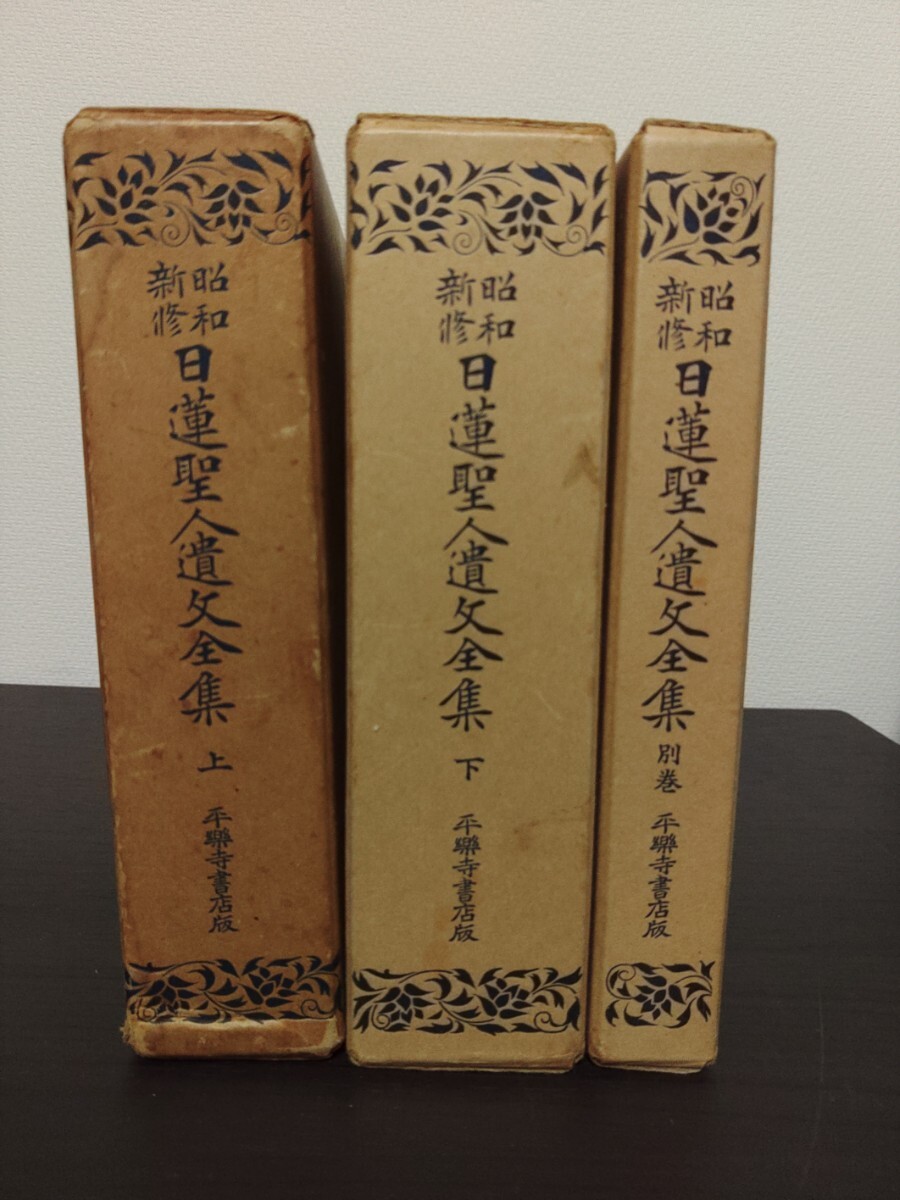 昭和
新修
日蓮聖人遺文全集
上
平樂寺書店版
昭和
新修
日蓮聖人遺文全集
下
平樂寺書店版
昭和
新修
日蓮聖人遺文全集
別巻
平樂寺書店版